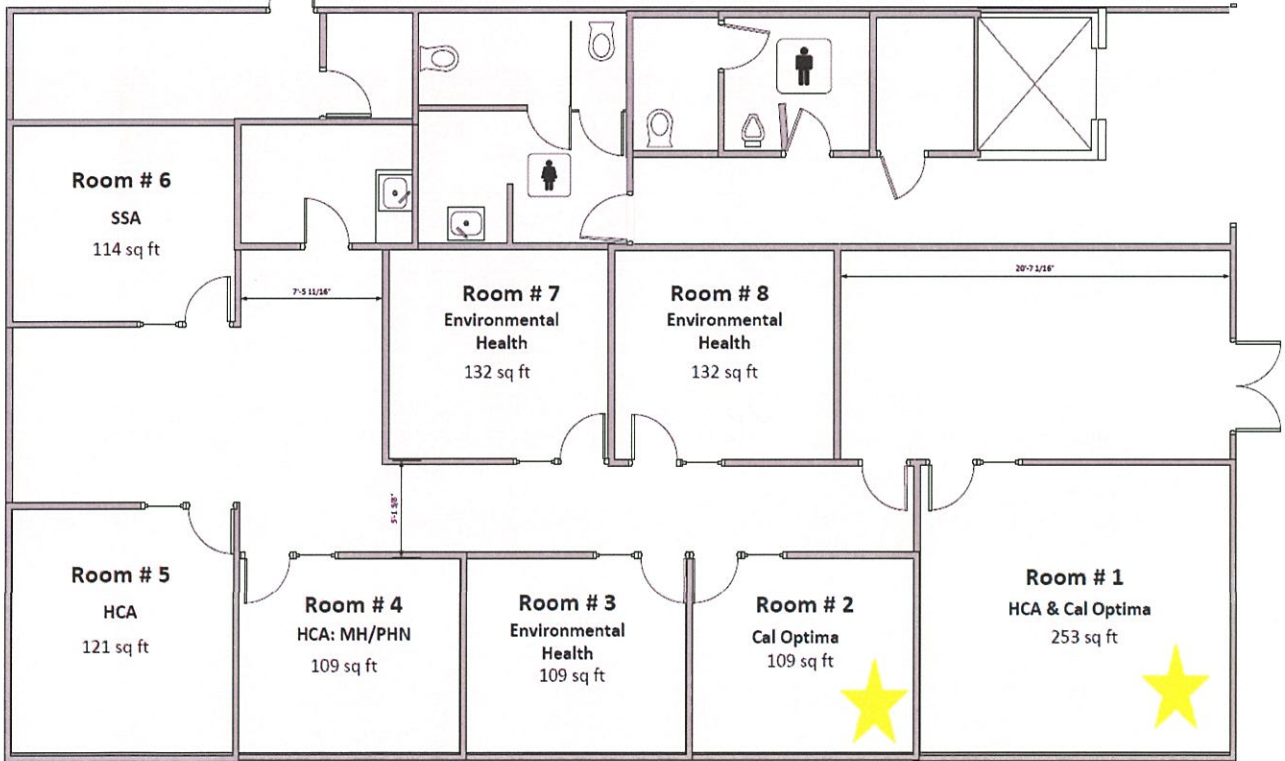 Room # 6
SSA
114 sq ft
7'-5 11/16"
Room # 7
Environmental
Health
132 sq ft
Room # 8
Environmental
Health
132 sq ft
20'-7 1/16"
5'-1 5/8"
Room # 5
HCA
121 sq ft
Room # 4
HCA: MH/PHN
109 sq ft
Room # 3
Environmental
Health
109 sq ft
Room # 2
Cal Optima
109 sq ft
Room # 1
HCA & Cal Optima
253 sq ft